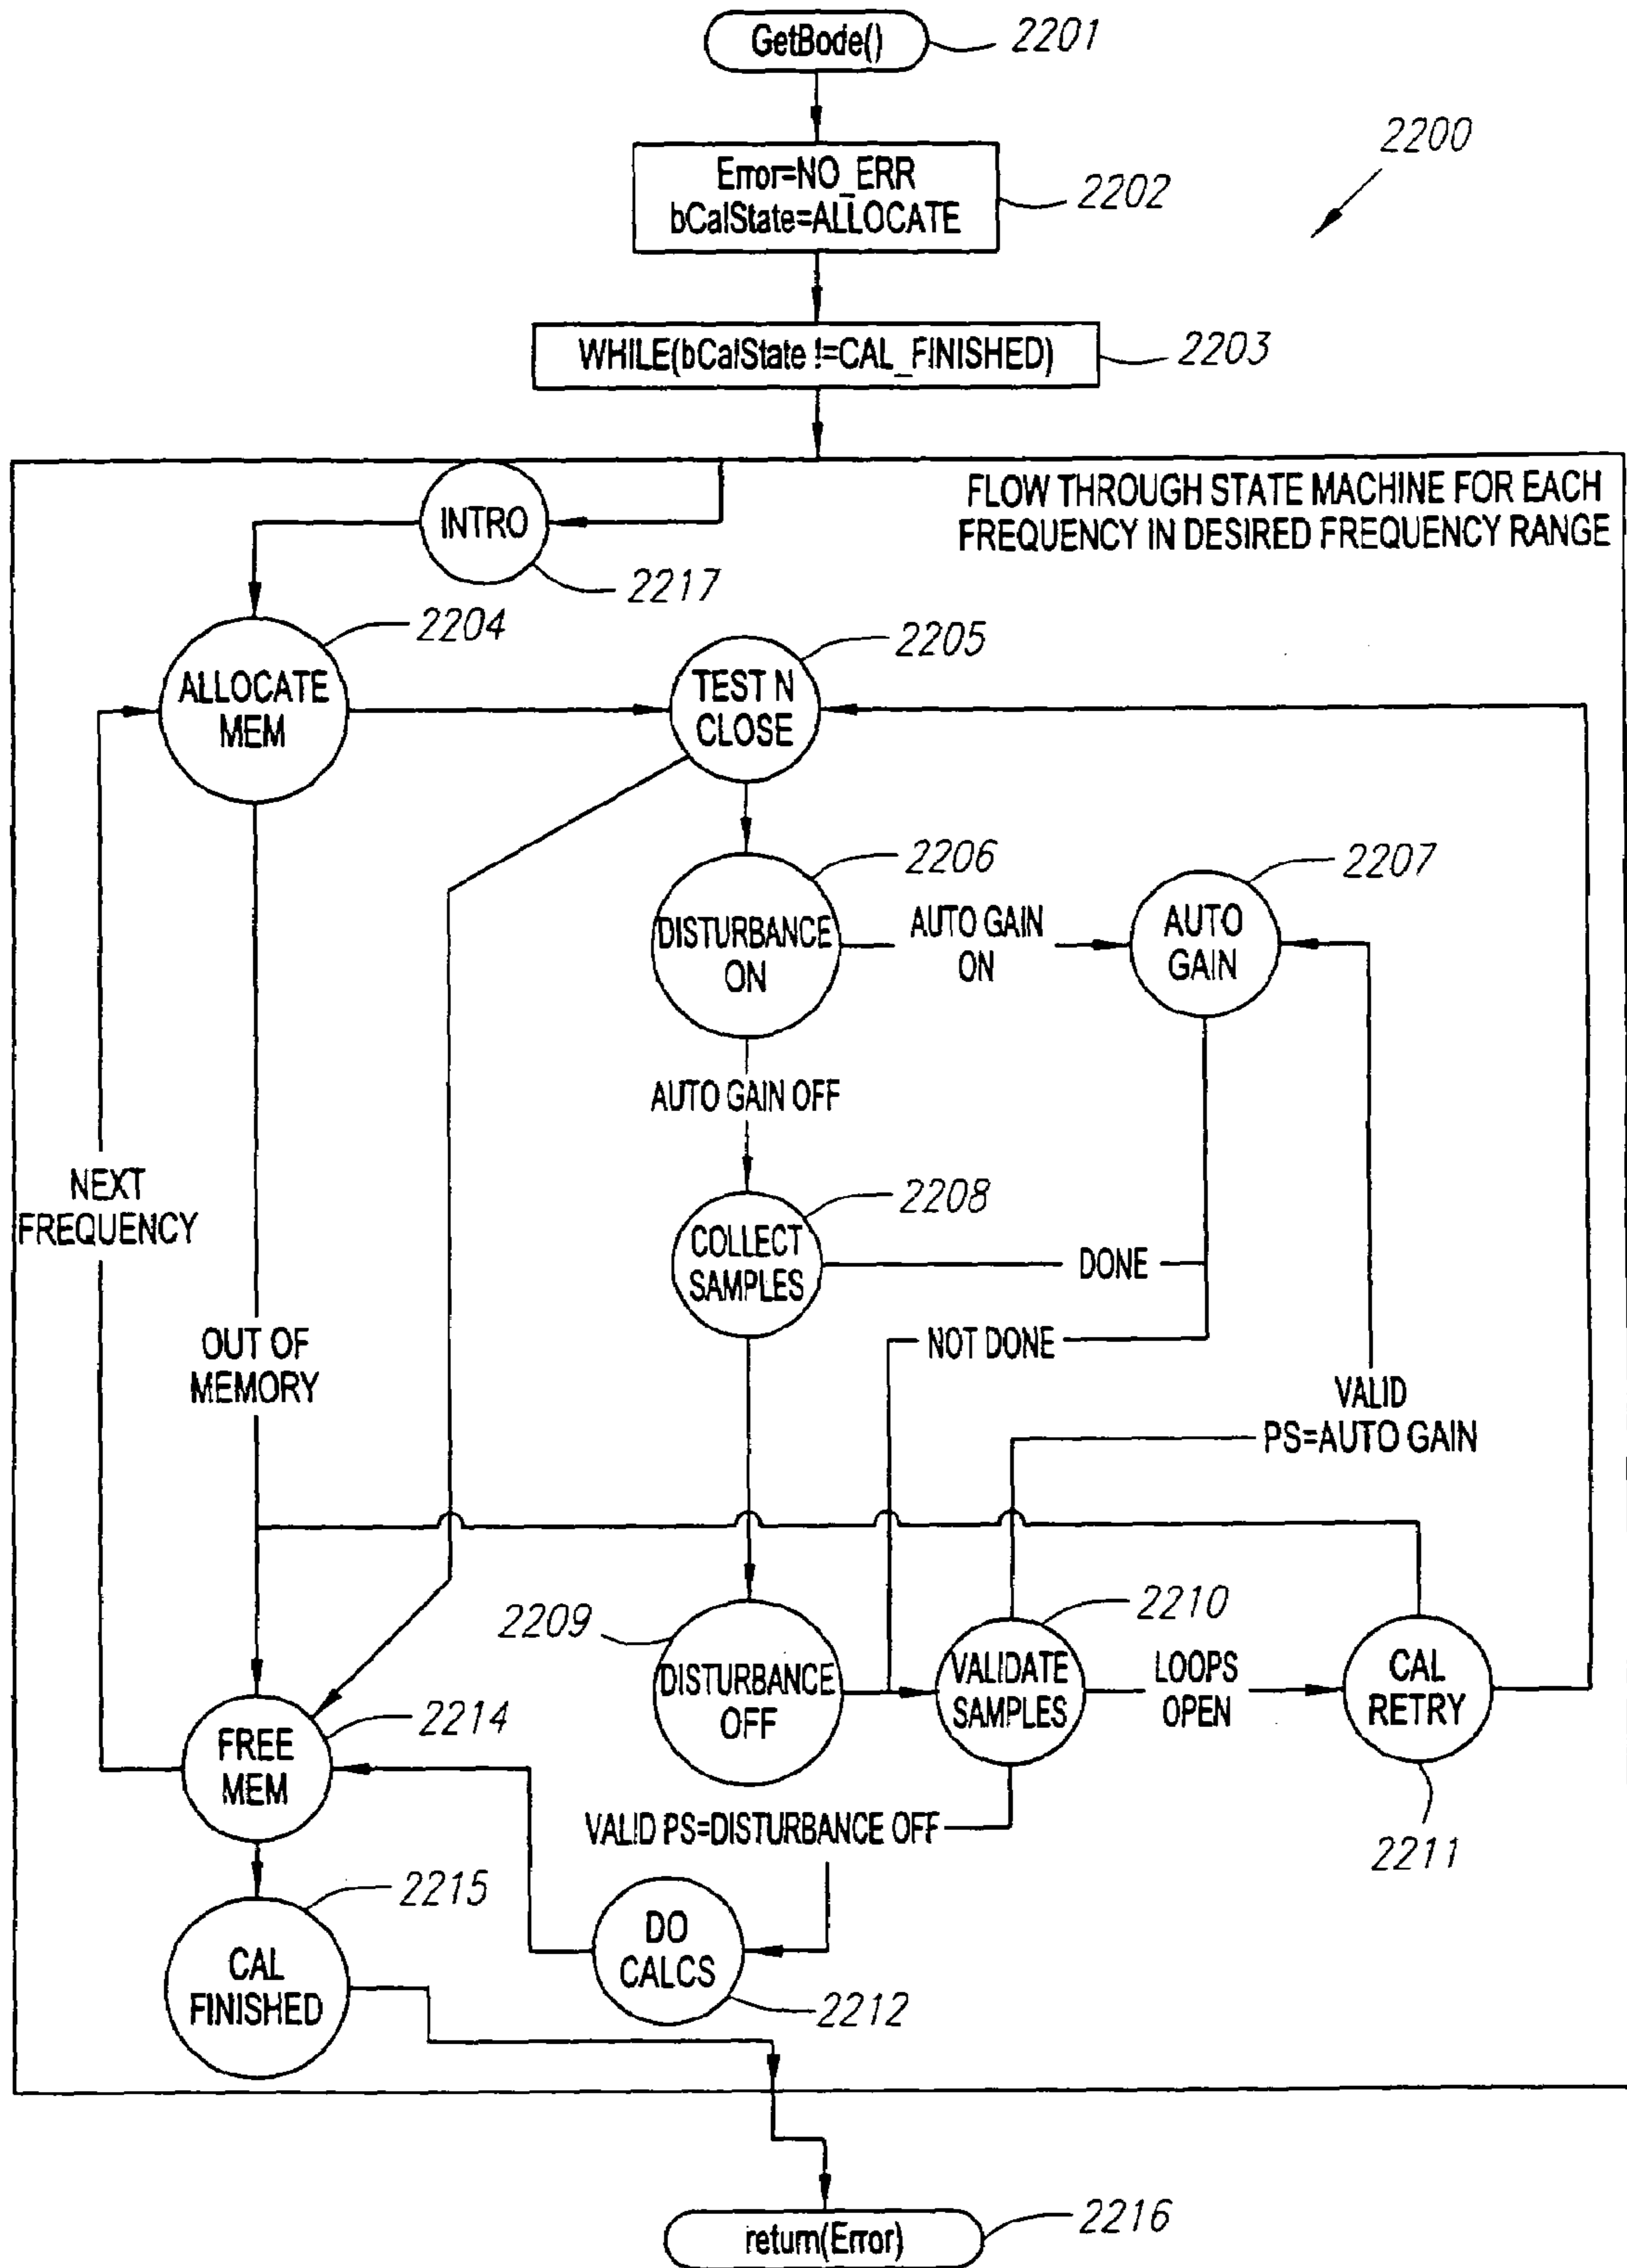 GetBode()
2201
2200
Error=NO_ERR
bCalState=ALLOCATE
2202
WHILE(bCalState !=CAL_FINISHED)
2203
FLOW THROUGH STATE MACHINE FOR EACH
FREQUENCY IN DESIRED FREQUENCY RANGE
INTRO
2217
2204
ALLOCATE
MEM
2205
TEST N
CLOSE
2206
DISTURBANCE
ON
AUTO GAIN
ON
2207
AUTO
GAIN
AUTO GAIN OFF
NEXT
FREQUENCY
2208
COLLECT
SAMPLES
DONE
NOT DONE
OUT OF
MEMORY
VALID
PS=AUTO GAIN
2209
DISTURBANCE
OFF
2210
VALIDATE
SAMPLES
LOOPS
OPEN
CAL
RETRY
2211
2214
FREE
MEM
VALID PS=DISTURBANCE OFF
2215
CAL
FINISHED
DO
CALCS
2212
return(Error)
2216